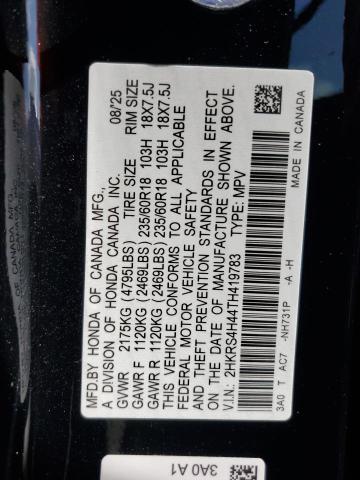 MFD.BY HONDA OF CANADA MFG.,
A DIVISION OF HONDA CANADA INC. 08/25
GVWR 2175KG (4795LBS) TIRE SIZE RIM SIZE
GAWR F 1120KG (2469LBS) 235/60R18 103H 18X7.5J
GAWR R 1120KG (2469LBS) 235/60R18 103H 18X7.5J
THIS VEHICLE CONFORMS TO ALL APPLICABLE
FEDERAL MOTOR VEHICLE SAFETY
AND THEFT PREVENTION STANDARDS IN EFFECT
ON THE DATE OF MANUFACTURE SHOWN ABOVE.
V.I.N.: 2HKRS4H44TH419783 TYPE: MPV
3A0 T AC7 -NH731P -A -H
MADE IN CANADA
3A0 A1